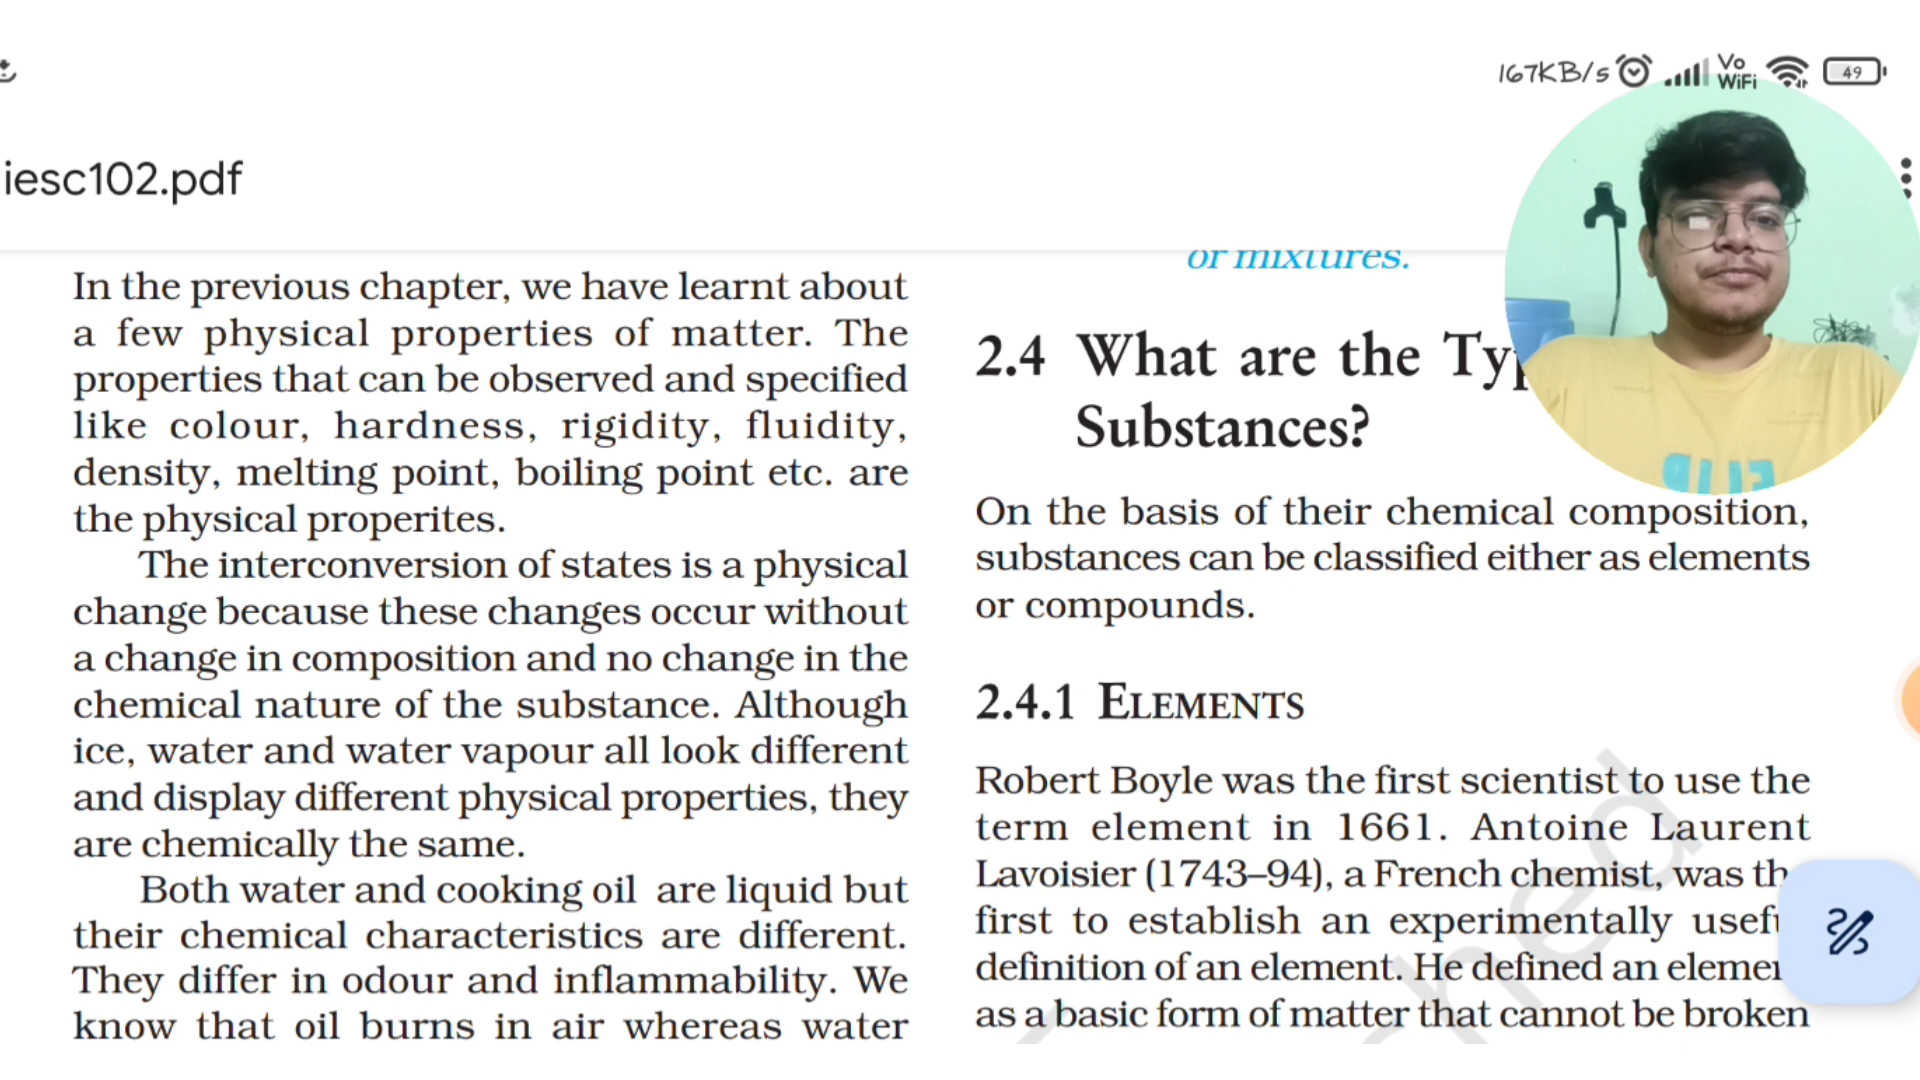 167KB/s
Vo
WiFi
49
iesc102.pdf
In the previous chapter, we have learnt about
a few physical properties of matter. The
properties that can be observed and specified
like colour, hardness, rigidity, fluidity,
density, melting point, boiling point etc. are
the physical properites.
The interconversion of states is a physical
change because these changes occur without
a change in composition and no change in the
chemical nature of the substance. Although
ice, water and water vapour all look different
and display different physical properties, they
are chemically the same.
Both water and cooking oil are liquid but
their chemical characteristics are different.
They differ in odour and inflammability. We
know that oil burns in air whereas water
or mixtures.
2.4 What are the Typ
Substances?
On the basis of their chemical composition,
substances can be classified either as elements
or compounds.
2.4.1 ELEMENTS
Robert Boyle was the first scientist to use the
term element in 1661. Antoine Laurent
Lavoisier (1743–94), a French chemist, was th
first to establish an experimentally usef
definition of an element. He defined an elemen
as a basic form of matter that cannot be broken
hed